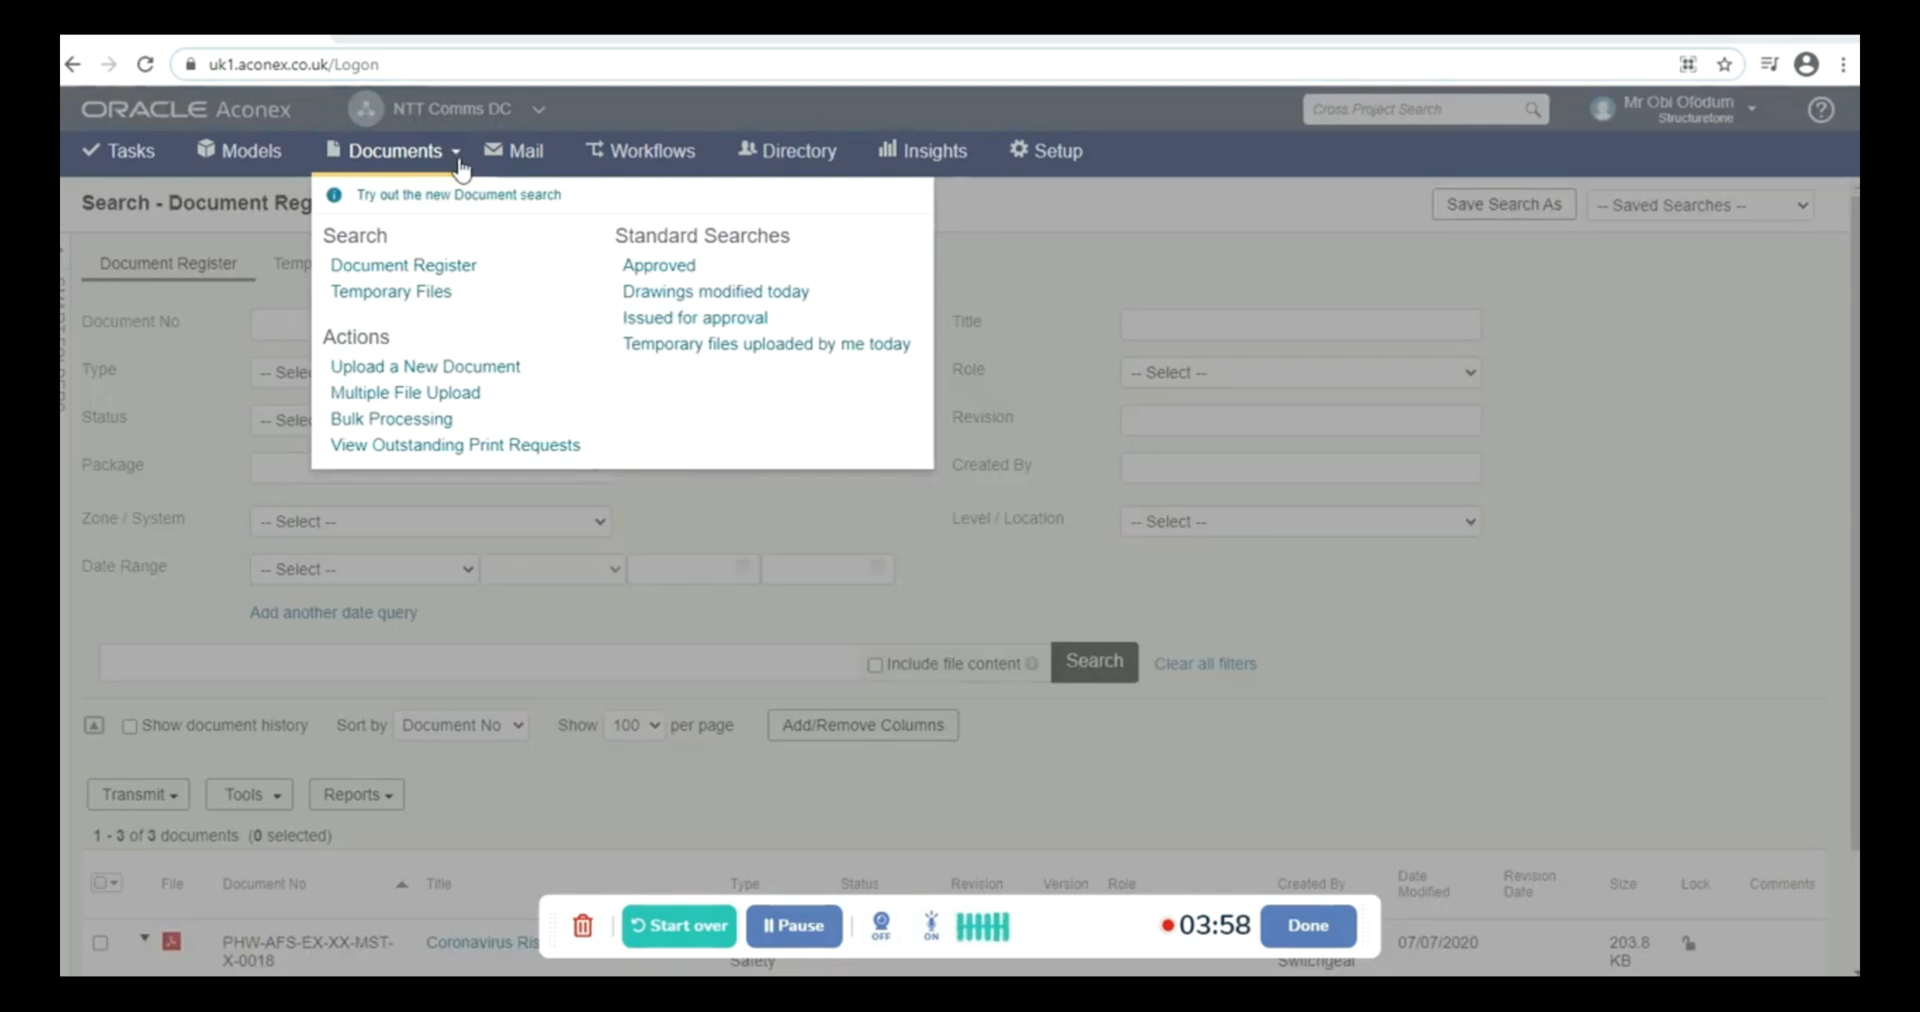 uk1.aconex.co.uk/Logon
ORACLE Aconex NTT Comms DC Cross Project Search Mr Obi Ofodum
Structuretone
Tasks Models Documents Mail Workflows Directory Insights Setup
Try out the new Document search
Search - Document Reg Save Search As -- Saved Searches --
Search Standard Searches
Document Register Temp Document Register Approved
Temporary Files Drawings modified today
Issued for approval
Temporary files uploaded by me today
Actions
Upload a New Document
Multiple File Upload
Bulk Processing
View Outstanding Print Requests
Document No Title
Type -- Sele Role -- Select --
Status -- Sele Revision
Package Created By
Zone / System -- Select -- Level / Location -- Select --
Date Range -- Select --
Add another date query
Include file content Search Clear all filters
Show document history Sort by Document No Show 100 per page Add/Remove Columns
Transmit Tools Reports
1 - 3 of 3 documents (0 selected)
File Document No Title Type Status Revision Version Role Created By Date Modified Revision Date Size Lock Comments
Start over Pause OFF ON 03:58 Done
PHW-AFS-EX-XX-MST- Coronavirus Ris 07/07/2020 203.8
X-0018 Safety Switchgear KB